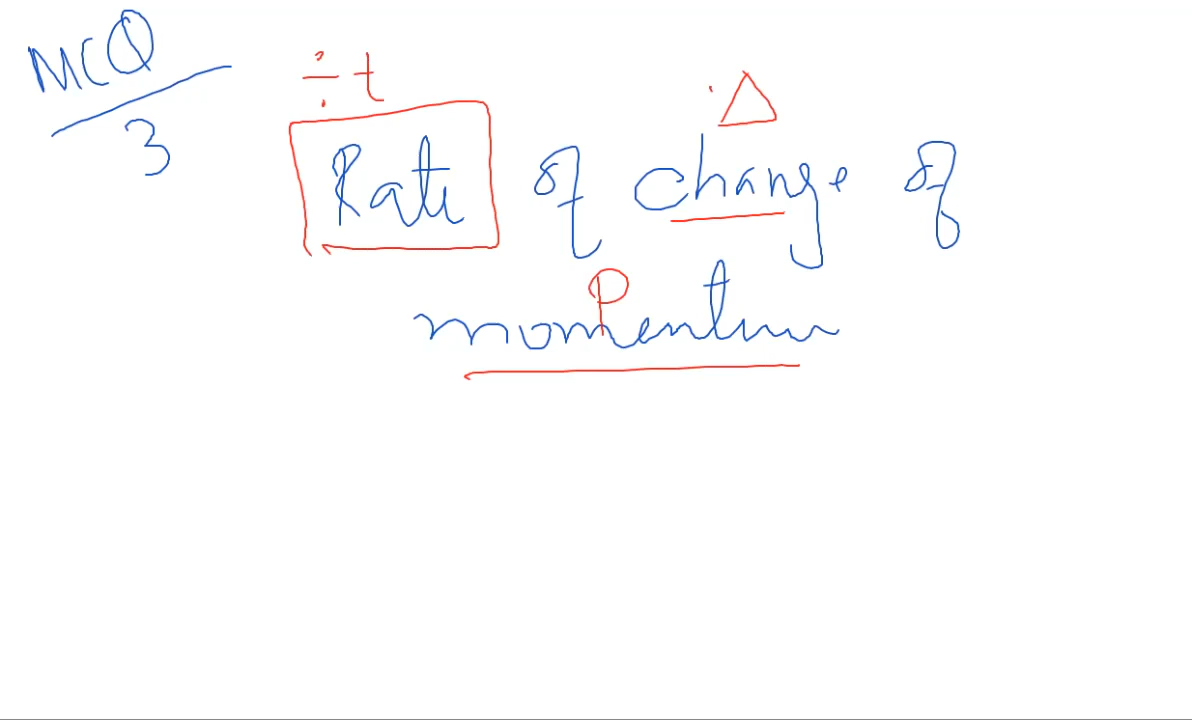 MCQ
3
÷ t
Δ
Rate of change of
P
momentum